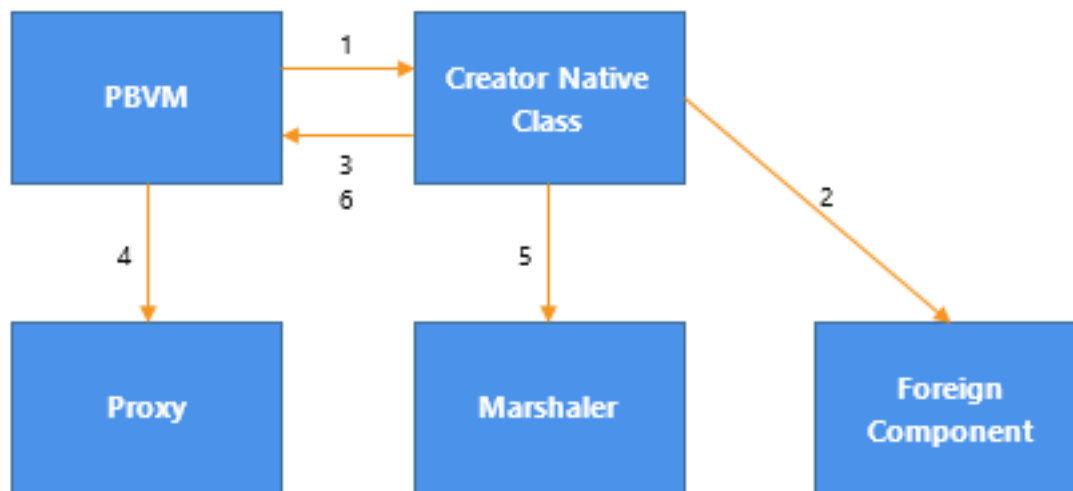 PBVM
1
Creator Native
Class
3
6
2
4
5
Proxy
Marshaler
Foreign
Component